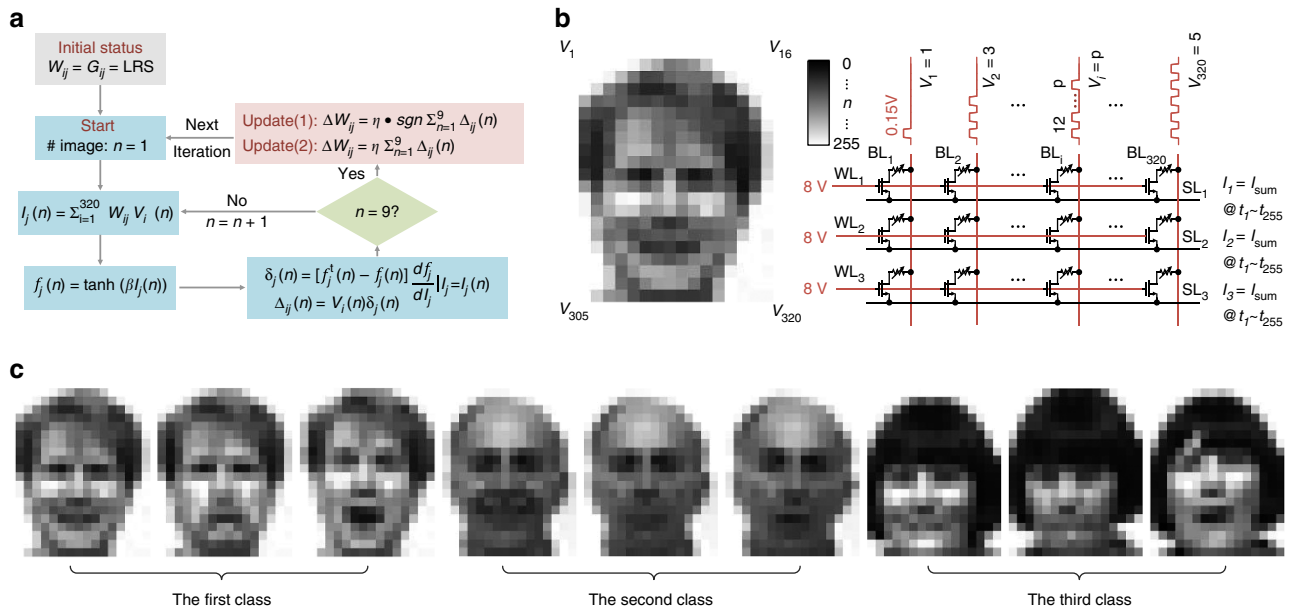 a
Initial status
W_ij = G_ij = LRS
Start
# image: n = 1
I_j (n) = Σ_{i=1}^{320} W_ij V_i (n)
f_j (n) = tanh (βI_j(n))
δ_j(n) = [f_j^t(n) − f_j(n)] df_j/dI_j |I_j=I_j(n)
Δ_ij(n) = V_i(n)δ_j(n)
n = 9?
No
n = n + 1
Yes
Update(1): ΔW_ij = η • sgn Σ_{n=1}^{9} Δ_ij(n)
Update(2): ΔW_ij = η Σ_{n=1}^{9} Δ_ij(n)
Next
Iteration
b
V_1
V_16
V_305
V_320
0
⋮
n
⋮
255
0.15V
V_1 = 1
V_2 = 3
...
12
p
V_i = p
...
V_320 = 5
BL_1
BL_2
BL_i
BL_320
8 V
WL_1
...
...
SL_1
I_1 = I_sum
@ t_1~t_255
8 V
WL_2
...
...
SL_2
I_2 = I_sum
@ t_1~t_255
8 V
WL_3
...
...
SL_3
I_3 = I_sum
@ t_1~t_255
c
The first class
The second class
The third class